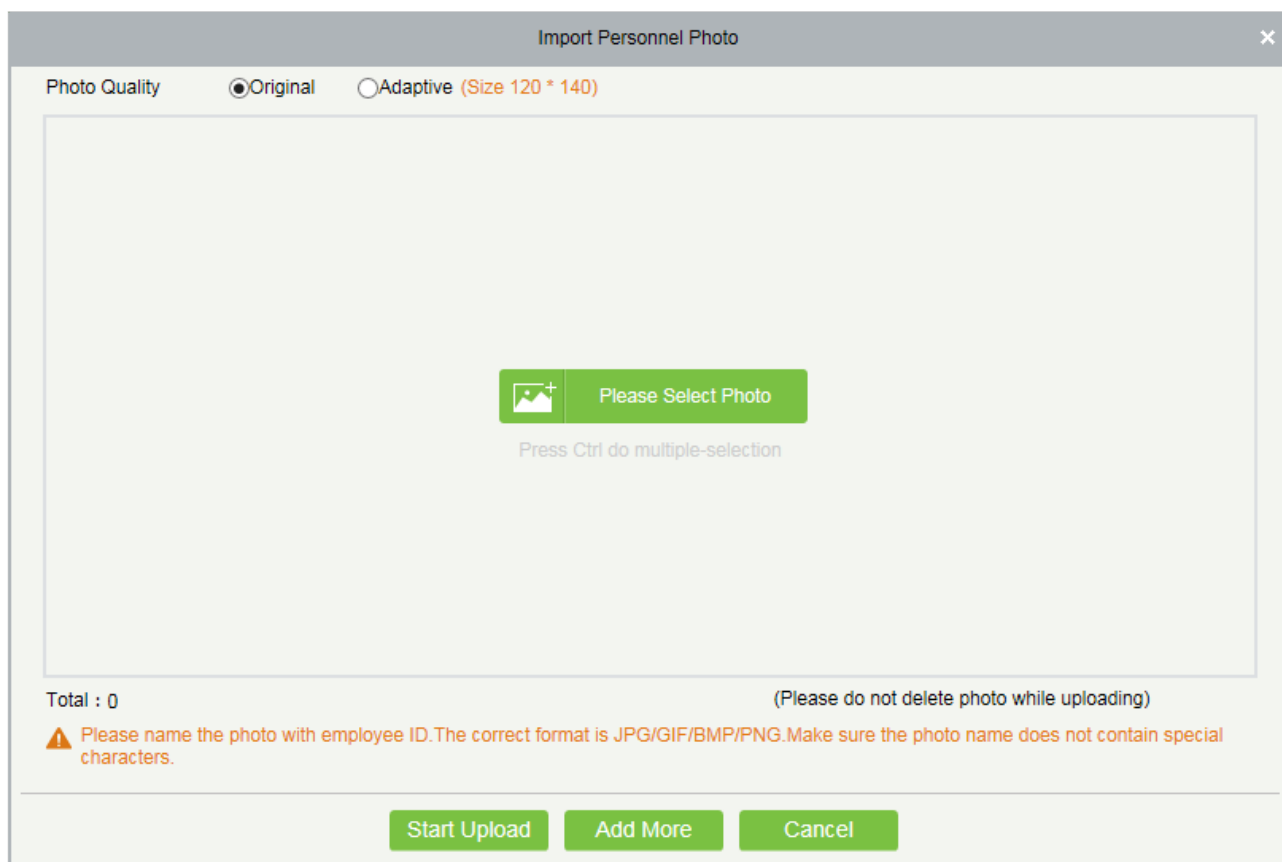 Import Personnel Photo
Photo Quality Original Adaptive (Size 120 * 140)
Please Select Photo
Press Ctrl do multiple-selection
Total : 0 (Please do not delete photo while uploading)
Please name the photo with employee ID.The correct format is JPG/GIF/BMP/PNG.Make sure the photo name does not contain special
characters.
Start Upload Add More Cancel